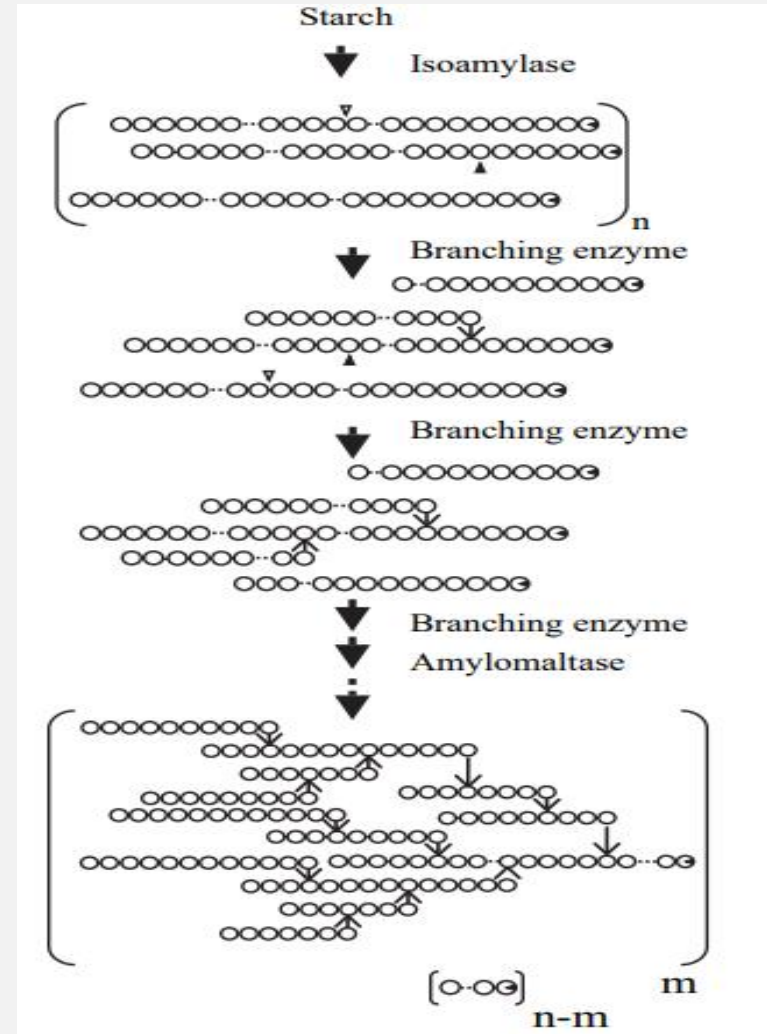 Starch
Isoamylase
n
Branching enzyme
Branching enzyme
Branching enzyme
Amylomaltase
m
n-m